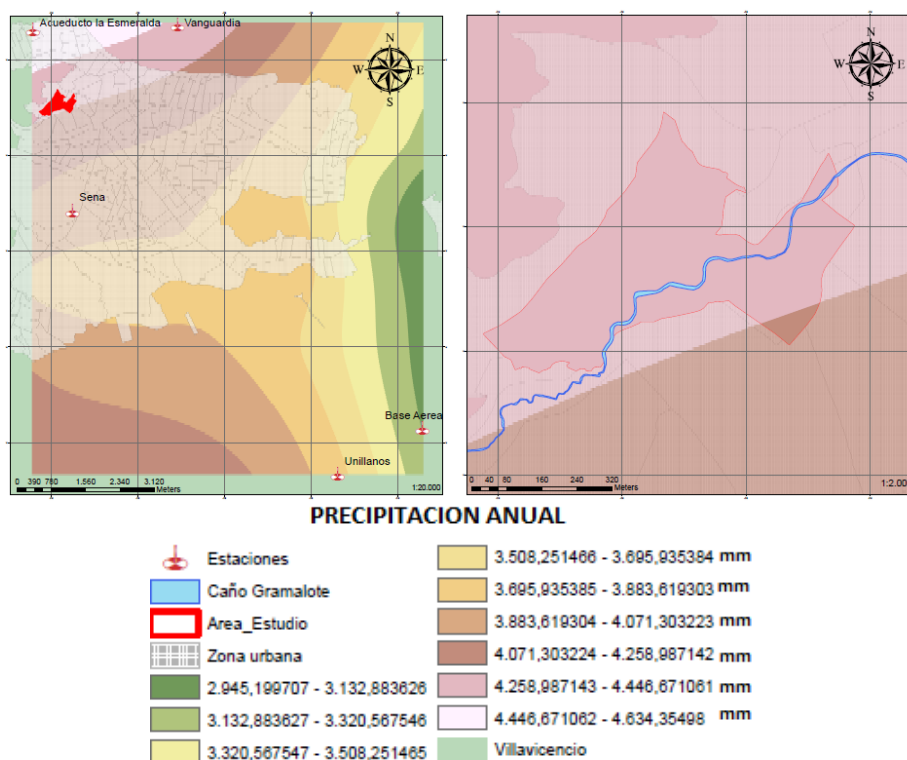 Acueducto la Esmeralda
Vanguardia
N
W E
S
Sena
Base Aerea
Unillanos
0 390 780 1.560 2.340 3.120
Meters
1:20.000
N
W E
S
0 40 80 160 240 320
Meters
1:2.00
PRECIPITACION ANUAL
Estaciones
Caño Gramalote
Area_Estudio
Zona urbana
2.945,199707 - 3.132,883626
3.132,883627 - 3.320,567546
3.320,567547 - 3.508,251465
3.508,251466 - 3.695,935384 mm
3.695,935385 - 3.883,619303 mm
3.883,619304 - 4.071,303223 mm
4.071,303224 - 4.258,987142 mm
4.258,987143 - 4.446,671061 mm
4.446,671062 - 4.634,35498 mm
Villavicencio